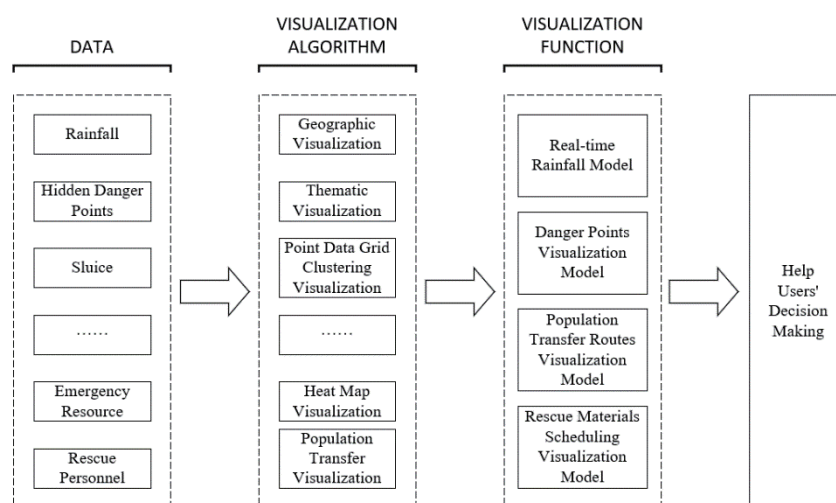 DATA
VISUALIZATION
ALGORITHM
VISUALIZATION
FUNCTION
Rainfall
Hidden Danger
Points
Sluice
……
Emergency
Resource
Rescue
Personnel
Geographic
Visualization
Thematic
Visualization
Point Data Grid
Clustering
Visualization
……
Heat Map
Visualization
Population
Transfer
Visualization
Real-time
Rainfall Model
Danger Points
Visualization
Model
Population
Transfer Routes
Visualization
Model
Rescue Materials
Scheduling
Visualization
Model
Help
Users'
Decision
Making